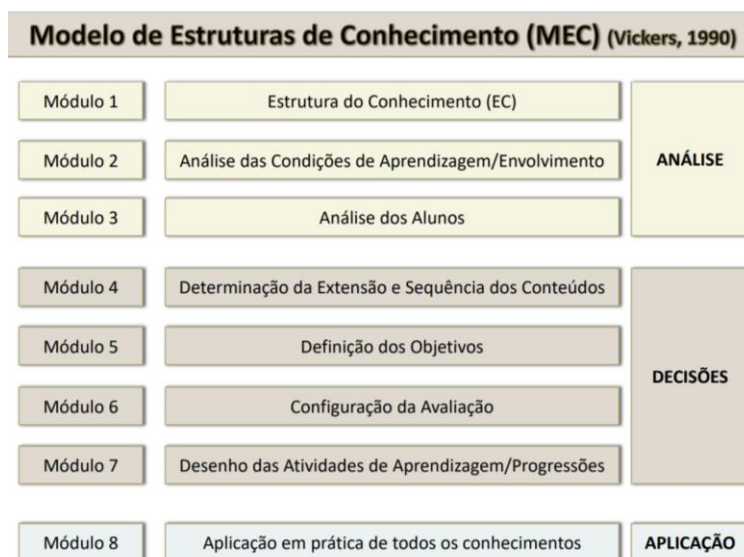 Modelo de Estruturas de Conhecimento (MEC) (Vickers, 1990)
Módulo 1 Estrutura do Conhecimento (EC)
Módulo 2 Análise das Condições de Aprendizagem/Envolvimento ANÁLISE
Módulo 3 Análise dos Alunos
Módulo 4 Determinação da Extensão e Sequência dos Conteúdos
Módulo 5 Definição dos Objetivos
DECISÕES
Módulo 6 Configuração da Avaliação
Módulo 7 Desenho das Atividades de Aprendizagem/Progressões
Módulo 8 Aplicação em prática de todos os conhecimentos APLICAÇÃO